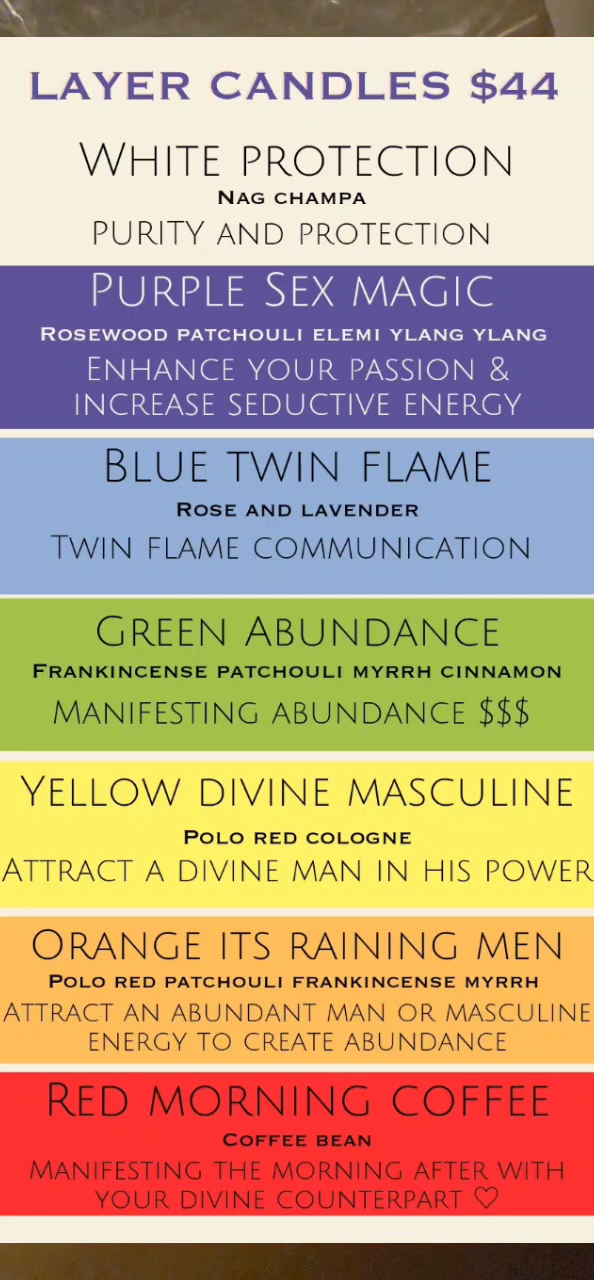 LAYER CANDLES $44
WHITE PROTECTION
NAG CHAMPA
PURITY AND PROTECTION
PURPLE SEX MAGIC
ROSEWOOD PATCHOULI ELEMI YLANG YLANG
ENHANCE YOUR PASSION &
INCREASE SEDUCTIVE ENERGY
BLUE TWIN FLAME
ROSE AND LAVENDER
TWIN FLAME COMMUNICATION
GREEN ABUNDANCE
FRANKINCENSE PATCHOULI MYRRH CINNAMON
MANIFESTING ABUNDANCE $$$
YELLOW DIVINE MASCULINE
POLO RED COLOGNE
ATTRACT A DIVINE MAN IN HIS POWER
ORANGE ITS RAINING MEN
POLO RED PATCHOULI FRANKINCENSE MYRRH
ATTRACT AN ABUNDANT MAN OR MASCULINE
ENERGY TO CREATE ABUNDANCE
RED MORNING COFFEE
COFFEE BEAN
MANIFESTING THE MORNING AFTER WITH
YOUR DIVINE COUNTERPART ♡